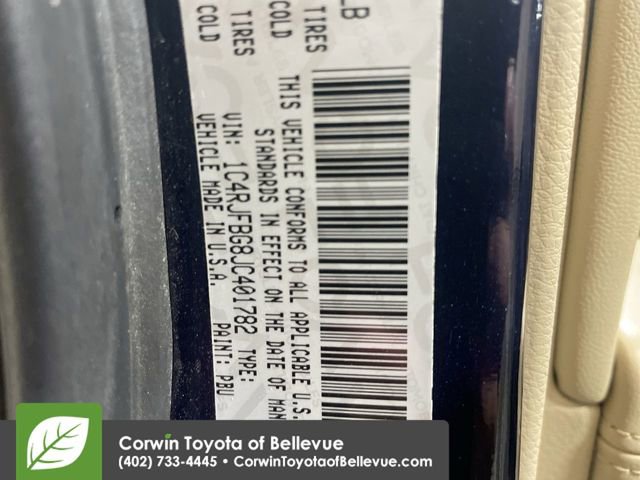 LB
TIRES
COLD
TIRES
COLD
THIS VEHICLE CONFORMS TO ALL APPLICABLE U.S.
STANDARDS IN EFFECT ON THE DATE OF MAN
VIN: 1C4RJFBG8JC401782 TYPE:
VEHICLE MADE IN U.S.A. PAINT: PBU
Corwin Toyota of Bellevue
(402) 733-4445 • CorwinToyotaofBellevue.com